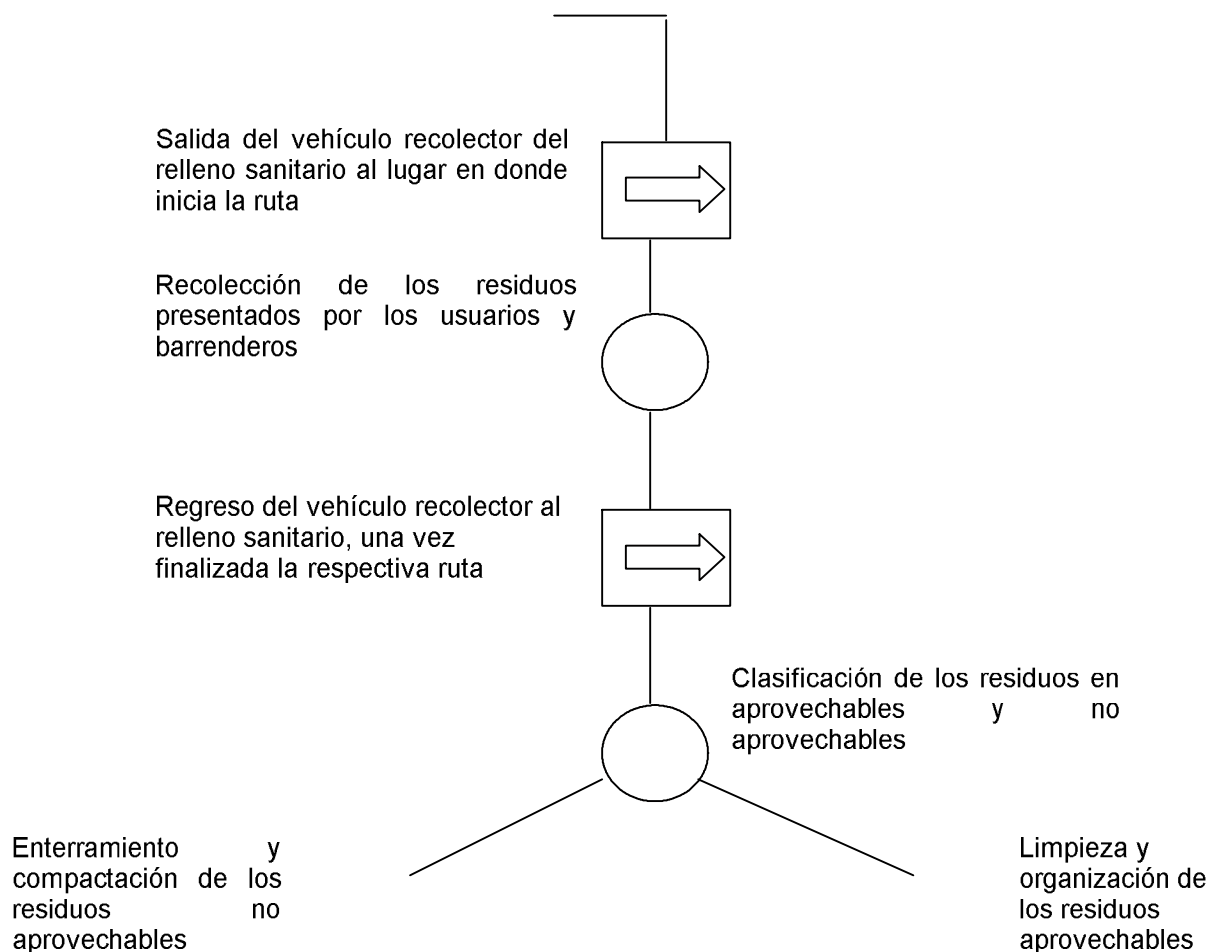 Salida del vehículo recolector del
relleno sanitario al lugar en donde
inicia la ruta
Recolección de los residuos
presentados por los usuarios y
barrenderos
Regreso del vehículo recolector al
relleno sanitario, una vez
finalizada la respectiva ruta
Clasificación de los residuos en
aprovechables y no
aprovechables
Enterramiento y
compactación de los
residuos no
aprovechables
Limpieza y
organización de
los residuos
aprovechables